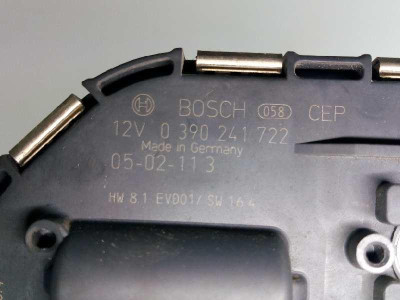 BOSCH 058 CEP
12V 0 390 241 722
Made in Germany
05-02-11 3
HW 8.1 EVD01/ SW 16.4